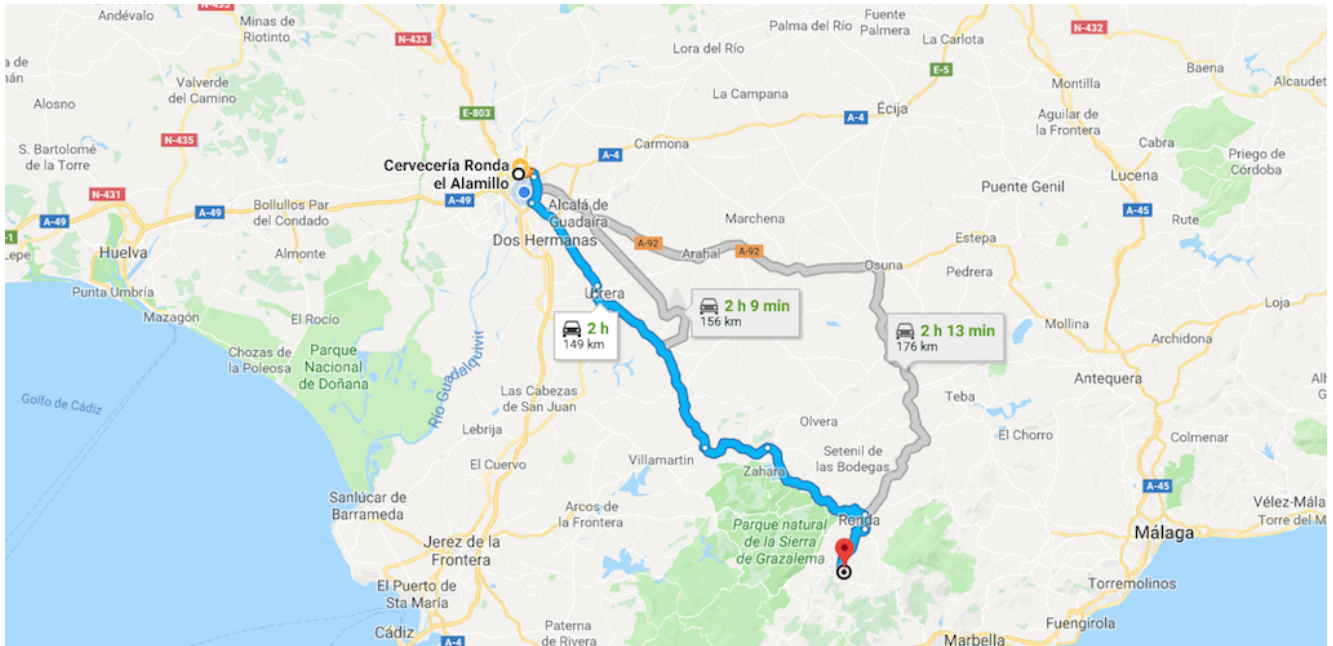 Andévalo
Minas de
Riotinto
N-433
Palma del Río
Fuente
Palmera
La Carlota
N-432
Lora del Río
Montilla
Baena
Alcaudet
E-5
Valverde
del Camino
La Campana
Écija
Alosno
E-803
A-4
Aguilar de
la Frontera
N-435
Carmona
Cabra
S. Bartolomé
de la Torre
A-4
Priego de
Córdoba
Cervecería Ronda
el Alamillo
Lucena
Puente Genil
N-431
A-49
Bollullos Par
del Condado
A-49
A-49
Alcalá de
Guadaíra
Marchena
A-45
Rute
Lepe
Huelva
Almonte
Dos Hermanas
A-92
Arahal
A-92
Estepa
Osuna
Pedrera
Punta Umbría
Utrera
Loja
Mazagón
El Rocío
2 h 9 min
156 km
2 h
149 km
2 h 13 min
176 km
Mollina
Archidona
Chozas de
la Poleosa
Parque
Nacional
de Doñana
Río Guadalquivir
Antequera
Las Cabezas
de San Juan
Teba
Golfo de Cádiz
Olvera
Lebrija
El Chorro
Colmenar
Villamartin
Setenil de
las Bodegas
El Cuervo
Zahara
A-45
Sanlúcar de
Barrameda
Arcos de
la Frontera
Vélez-Mála
Torre del M
Parque natural
de la Sierra
de Grazalema
Ronda
Málaga
Jerez de la
Frontera
El Puerto de
Sta María
Torremolinos
Paterna
de Rivera
Fuengirola
Cádiz
A-4
Marbella